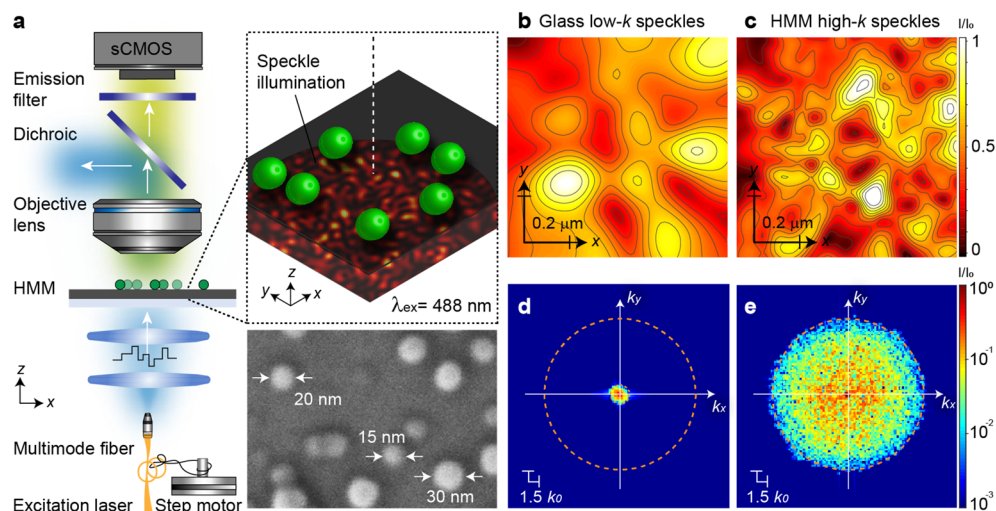 a
sCMOS
Emission
filter
Dichroic
Objective
lens
HMM
z
x
Multimode fiber
Excitation laser
Step motor
Speckle
illumination
z
y
x
λex= 488 nm
20 nm
15 nm
30 nm
b Glass low-k speckles
y
0.2 μm
x
c HMM high-k speckles
y
0.2 μm
x
I/Io
1
0.5
0
d
ky
kx
1.5 k0
e
ky
kx
1.5 k0
I/Io
10⁰
10⁻¹
10⁻²
10⁻³